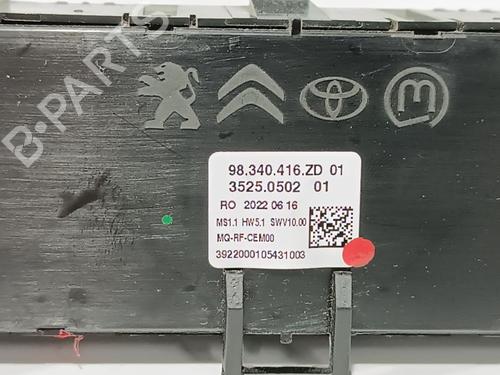 B-PARTS
98.340.416.ZD 01
3525.0502 01
RO 2022 06 16
MS1.1 HW5.1 SWV10.00
MQ-RF-CEM00
3922000105431003